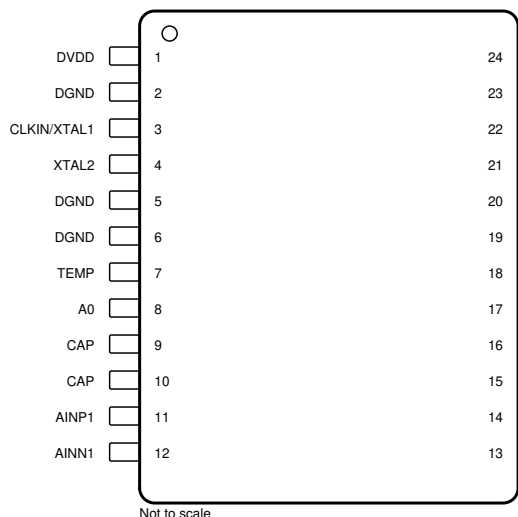 DVDD 1 24
DGND 2 23
CLKIN/XTAL1 3 22
XTAL2 4 21
DGND 5 20
DGND 6 19
TEMP 7 18
A0 8 17
CAP 9 16
CAP 10 15
AINP1 11 14
AINN1 12 13
Not to scale